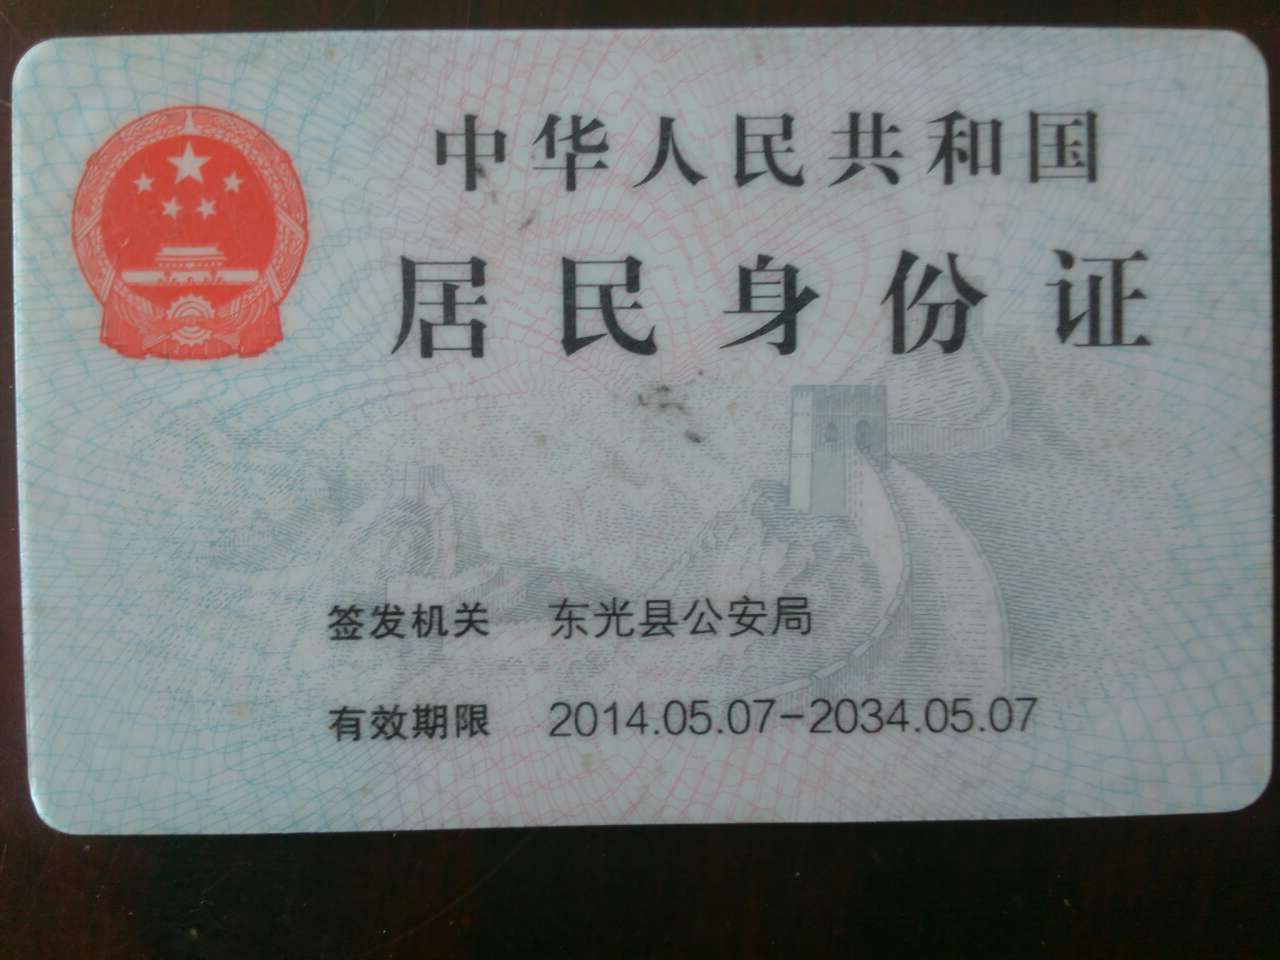 中华人民共和国
居民身份证
签发机关 东光县公安局
有效期限 2014.05.07-2034.05.07